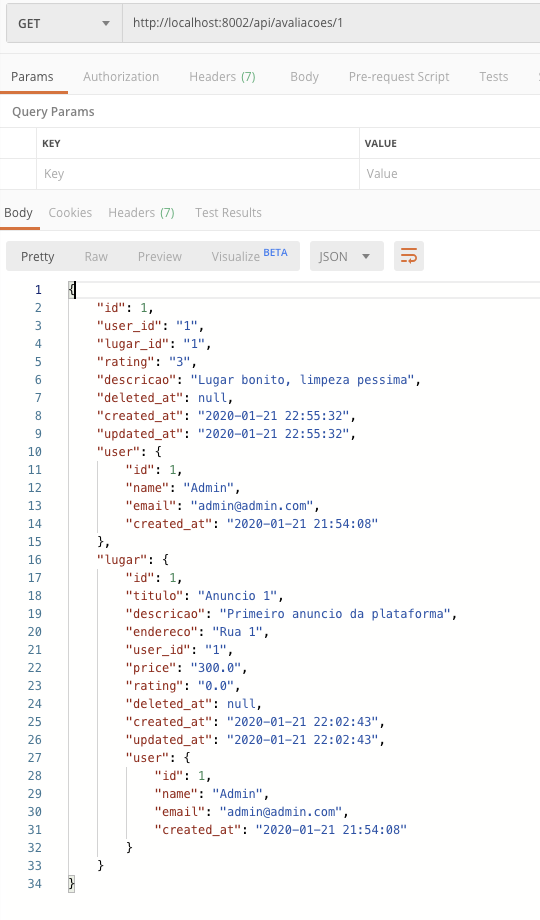 GET http://localhost:8002/api/avaliacoes/1
Params Authorization Headers (7) Body Pre-request Script Tests
Query Params
KEY VALUE
Key Value
Body Cookies Headers (7) Test Results
Pretty Raw Preview Visualize BETA JSON
1 {
2 "id": 1,
3 "user_id": "1",
4 "lugar_id": "1",
5 "rating": "3",
6 "descricao": "Lugar bonito, limpeza pessima",
7 "deleted_at": null,
8 "created_at": "2020-01-21 22:55:32",
9 "updated_at": "2020-01-21 22:55:32",
10 "user": {
11 "id": 1,
12 "name": "Admin",
13 "email": "admin@admin.com",
14 "created_at": "2020-01-21 21:54:08"
15 },
16 "lugar": {
17 "id": 1,
18 "titulo": "Anuncio 1",
19 "descricao": "Primeiro anuncio da plataforma",
20 "endereco": "Rua 1",
21 "user_id": "1",
22 "price": "300.0",
23 "rating": "0.0",
24 "deleted_at": null,
25 "created_at": "2020-01-21 22:02:43",
26 "updated_at": "2020-01-21 22:02:43",
27 "user": {
28 "id": 1,
29 "name": "Admin",
30 "email": "admin@admin.com",
31 "created_at": "2020-01-21 21:54:08"
32 }
33 }
34 }